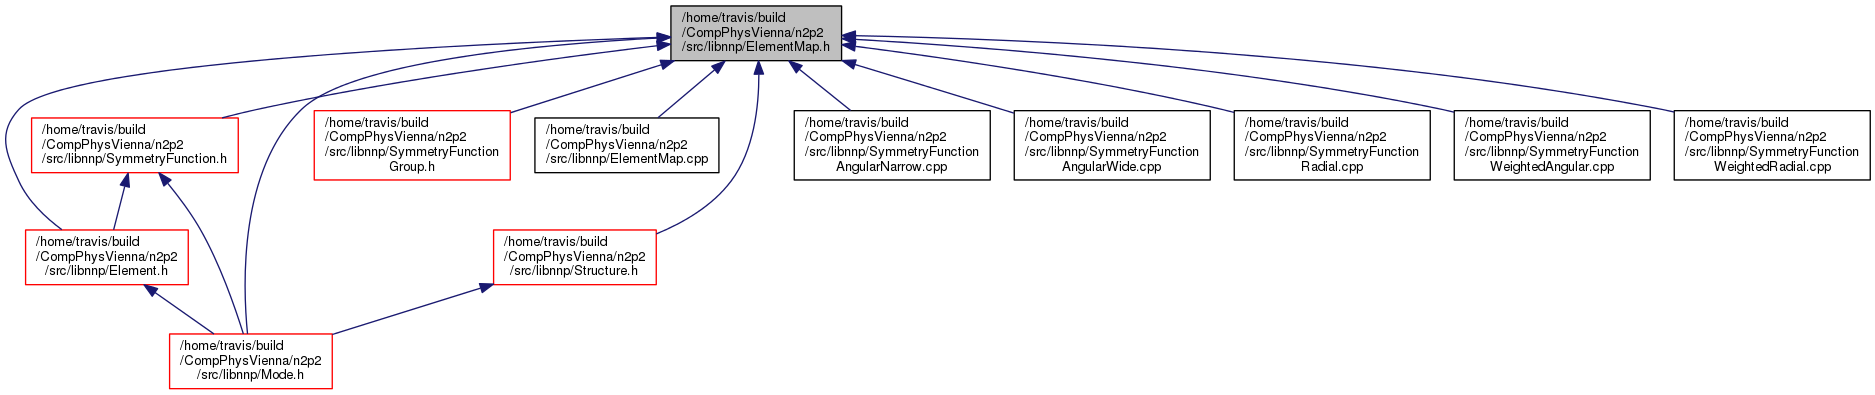 /home/travis/build
/CompPhysVienna/n2p2
/src/libnnp/ElementMap.h
/home/travis/build
/CompPhysVienna/n2p2
/src/libnnp/SymmetryFunction.h
/home/travis/build
/CompPhysVienna/n2p2
/src/libnnp/SymmetryFunction
Group.h
/home/travis/build
/CompPhysVienna/n2p2
/src/libnnp/ElementMap.cpp
/home/travis/build
/CompPhysVienna/n2p2
/src/libnnp/SymmetryFunction
AngularNarrow.cpp
/home/travis/build
/CompPhysVienna/n2p2
/src/libnnp/SymmetryFunction
AngularWide.cpp
/home/travis/build
/CompPhysVienna/n2p2
/src/libnnp/SymmetryFunction
Radial.cpp
/home/travis/build
/CompPhysVienna/n2p2
/src/libnnp/SymmetryFunction
WeightedAngular.cpp
/home/travis/build
/CompPhysVienna/n2p2
/src/libnnp/SymmetryFunction
WeightedRadial.cpp
/home/travis/build
/CompPhysVienna/n2p2
/src/libnnp/Element.h
/home/travis/build
/CompPhysVienna/n2p2
/src/libnnp/Structure.h
/home/travis/build
/CompPhysVienna/n2p2
/src/libnnp/Mode.h